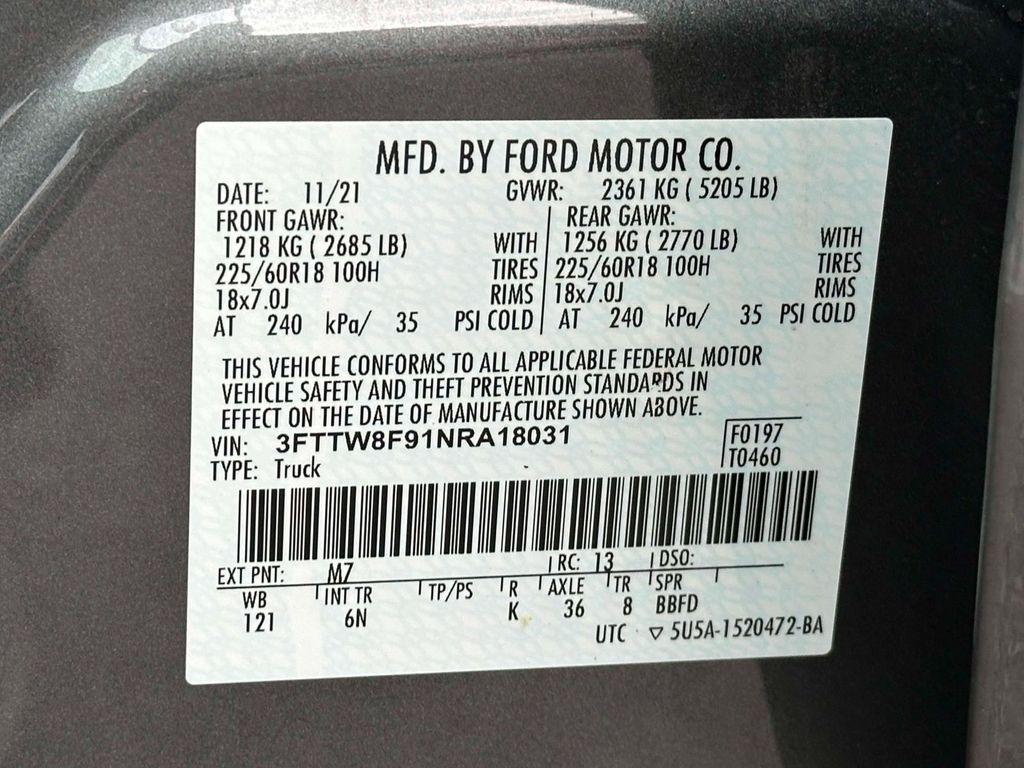 MFD. BY FORD MOTOR CO.
DATE: 11/21 GVWR: 2361 KG ( 5205 LB)
FRONT GAWR: REAR GAWR:
1218 KG ( 2685 LB) WITH 1256 KG ( 2770 LB) WITH
225/60R18 100H TIRES 225/60R18 100H TIRES
18x7.0J RIMS 18x7.0J RIMS
AT 240 kPa/ 35 PSI COLD AT 240 kPa/ 35 PSI COLD
THIS VEHICLE CONFORMS TO ALL APPLICABLE FEDERAL MOTOR
VEHICLE SAFETY AND THEFT PREVENTION STANDARDS IN
EFFECT ON THE DATE OF MANUFACTURE SHOWN ABOVE.
VIN: 3FTTW8F91NRA18031 F0197
TYPE: Truck T0460
EXT PNT: M7 RC: 13 DSO:
WB INT TR TP/PS R AXLE TR SPR
121 6N K 36 8 BBFD
UTC ▽ 5U5A-1520472-BA